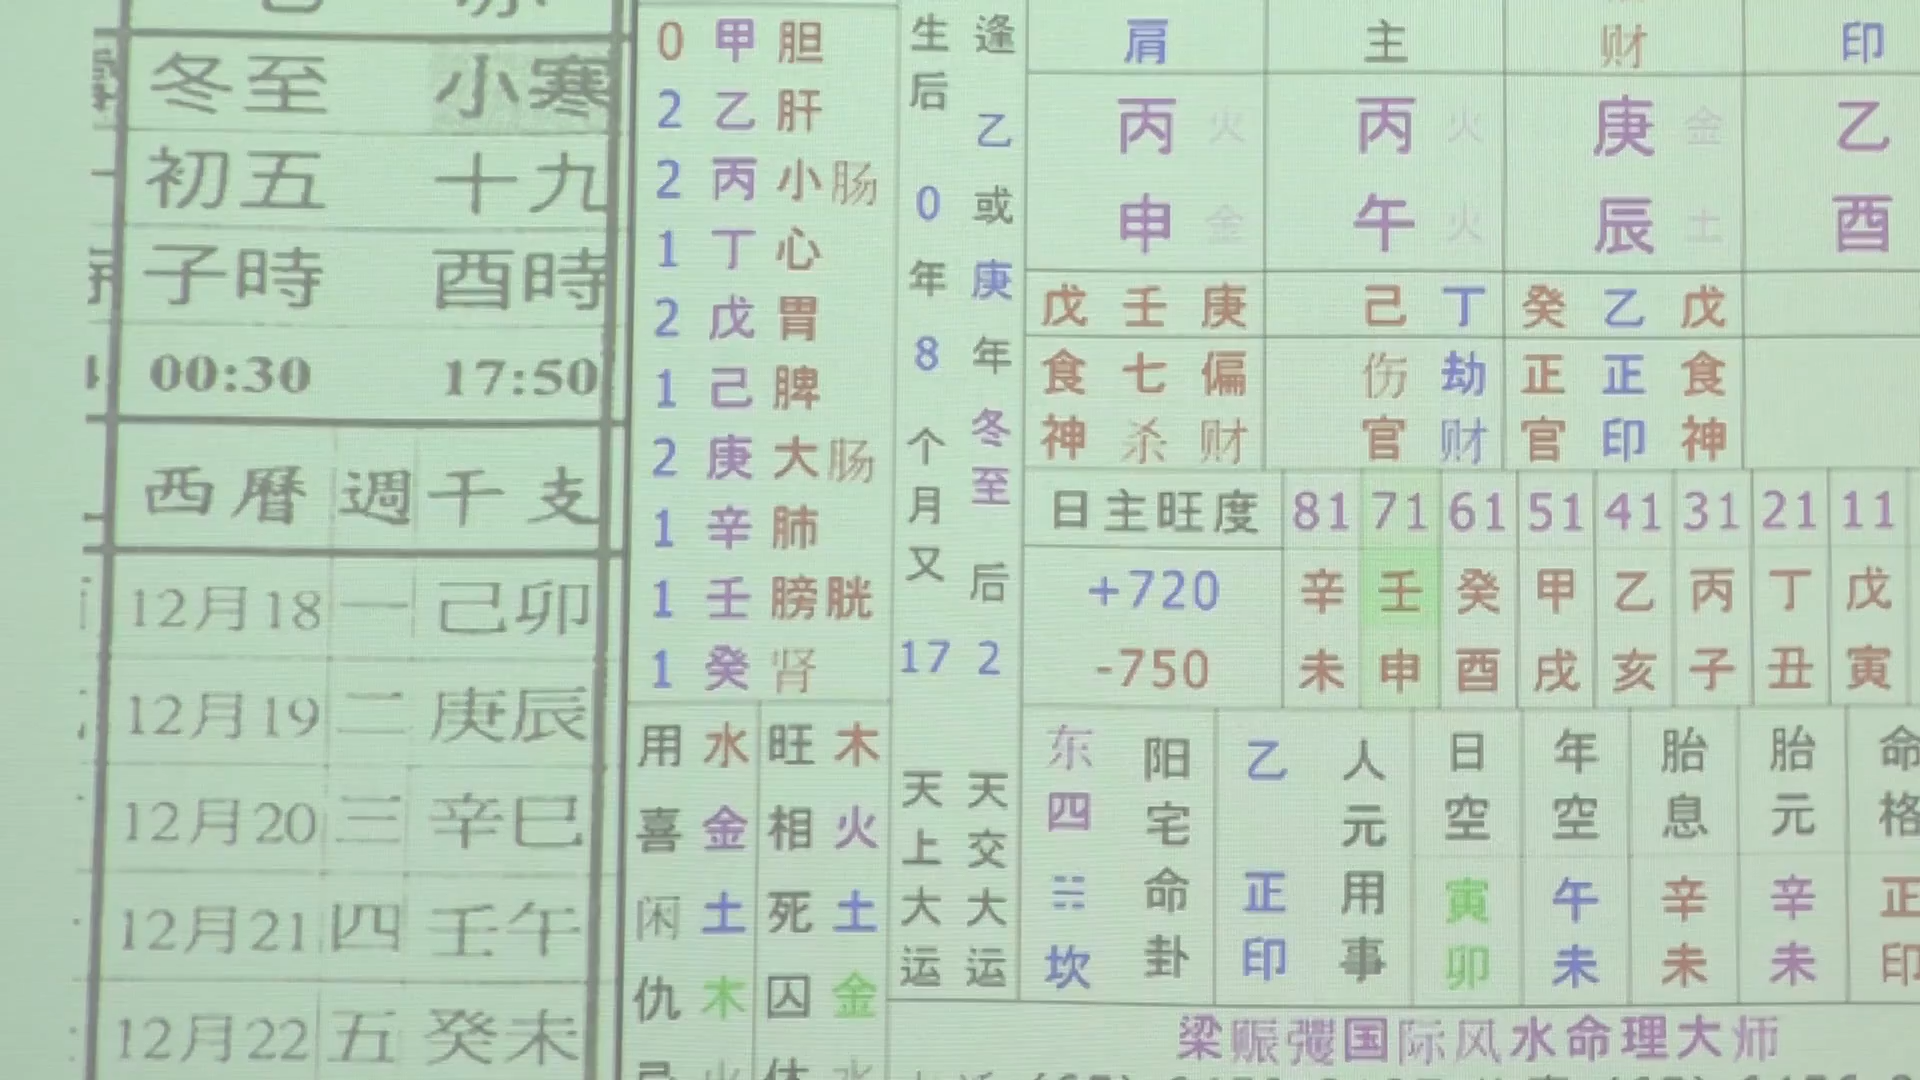 冬至 小寒
初五 十九
子時 酉時
00:30 17:50
西曆 週 干支
12月18 一 己卯
12月19 二 庚辰
12月20 三 辛巳
12月21 四 壬午
12月22 五 癸未
0 甲 胆
2 乙 肝
2 丙 小肠
1 丁 心
2 戊 胃
1 己 脾
2 庚 大肠
1 辛 肺
1 壬 膀胱
1 癸 肾
用 水 旺 木
喜 金 相 火
闲 土 死 土
仇 木 囚 金
生后 0 年 8 个月又 17 天上大运
逢 乙 或 庚 年 冬至 后 2 天交大运
肩 主 财 印
丙 火 丙 火 庚 金 乙
申 金 午 火 辰 土 酉
戊 壬 庚 己 丁 癸 乙 戊
食神 七杀 偏财 伤官 劫财 正官 正印 食神
日主旺度 81 71 61 51 41 31 21 11
+720 辛 壬 癸 甲 乙 丙 丁 戊
-750 未 申 酉 戌 亥 子 丑 寅
东四 ☵ 坎
阳宅命卦
乙 正印
人元用事
日空 寅卯
年空 午未
胎息 辛未
胎元 辛未
命格 正印
国际风水命理大师